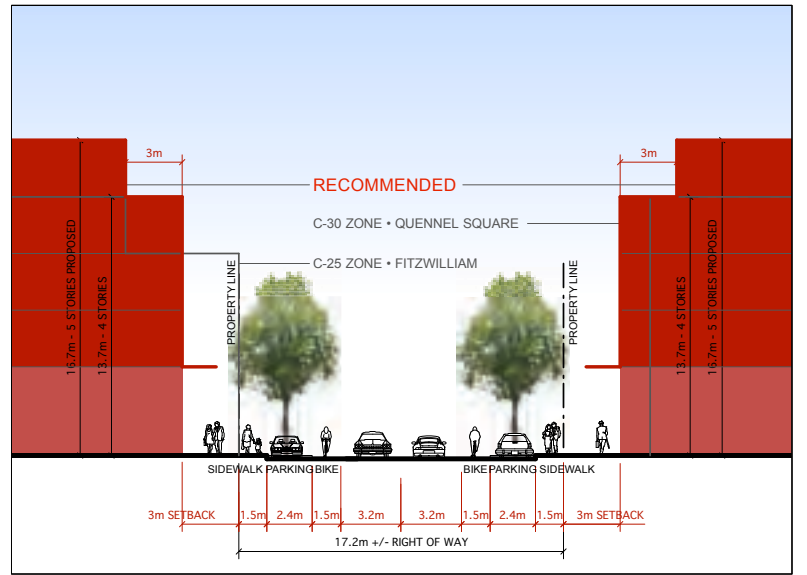 3m
3m
RECOMMENDED
C-30 ZONE • QUENNEL SQUARE
C-25 ZONE • FITZWILLIAM
16.7m - 5 STORIES PROPOSED
13.7m - 4 STORIES
PROPERTY LINE
PROPERTY LINE
13.7m - 4 STORIES
16.7m - 5 STORIES PROPOSED
SIDEWALK PARKING BIKE
BIKE PARKING SIDEWALK
3m SETBACK 1.5m 2.4m 1.5m 3.2m 3.2m 1.5m 2.4m 1.5m 3m SETBACK
17.2m +/- RIGHT OF WAY